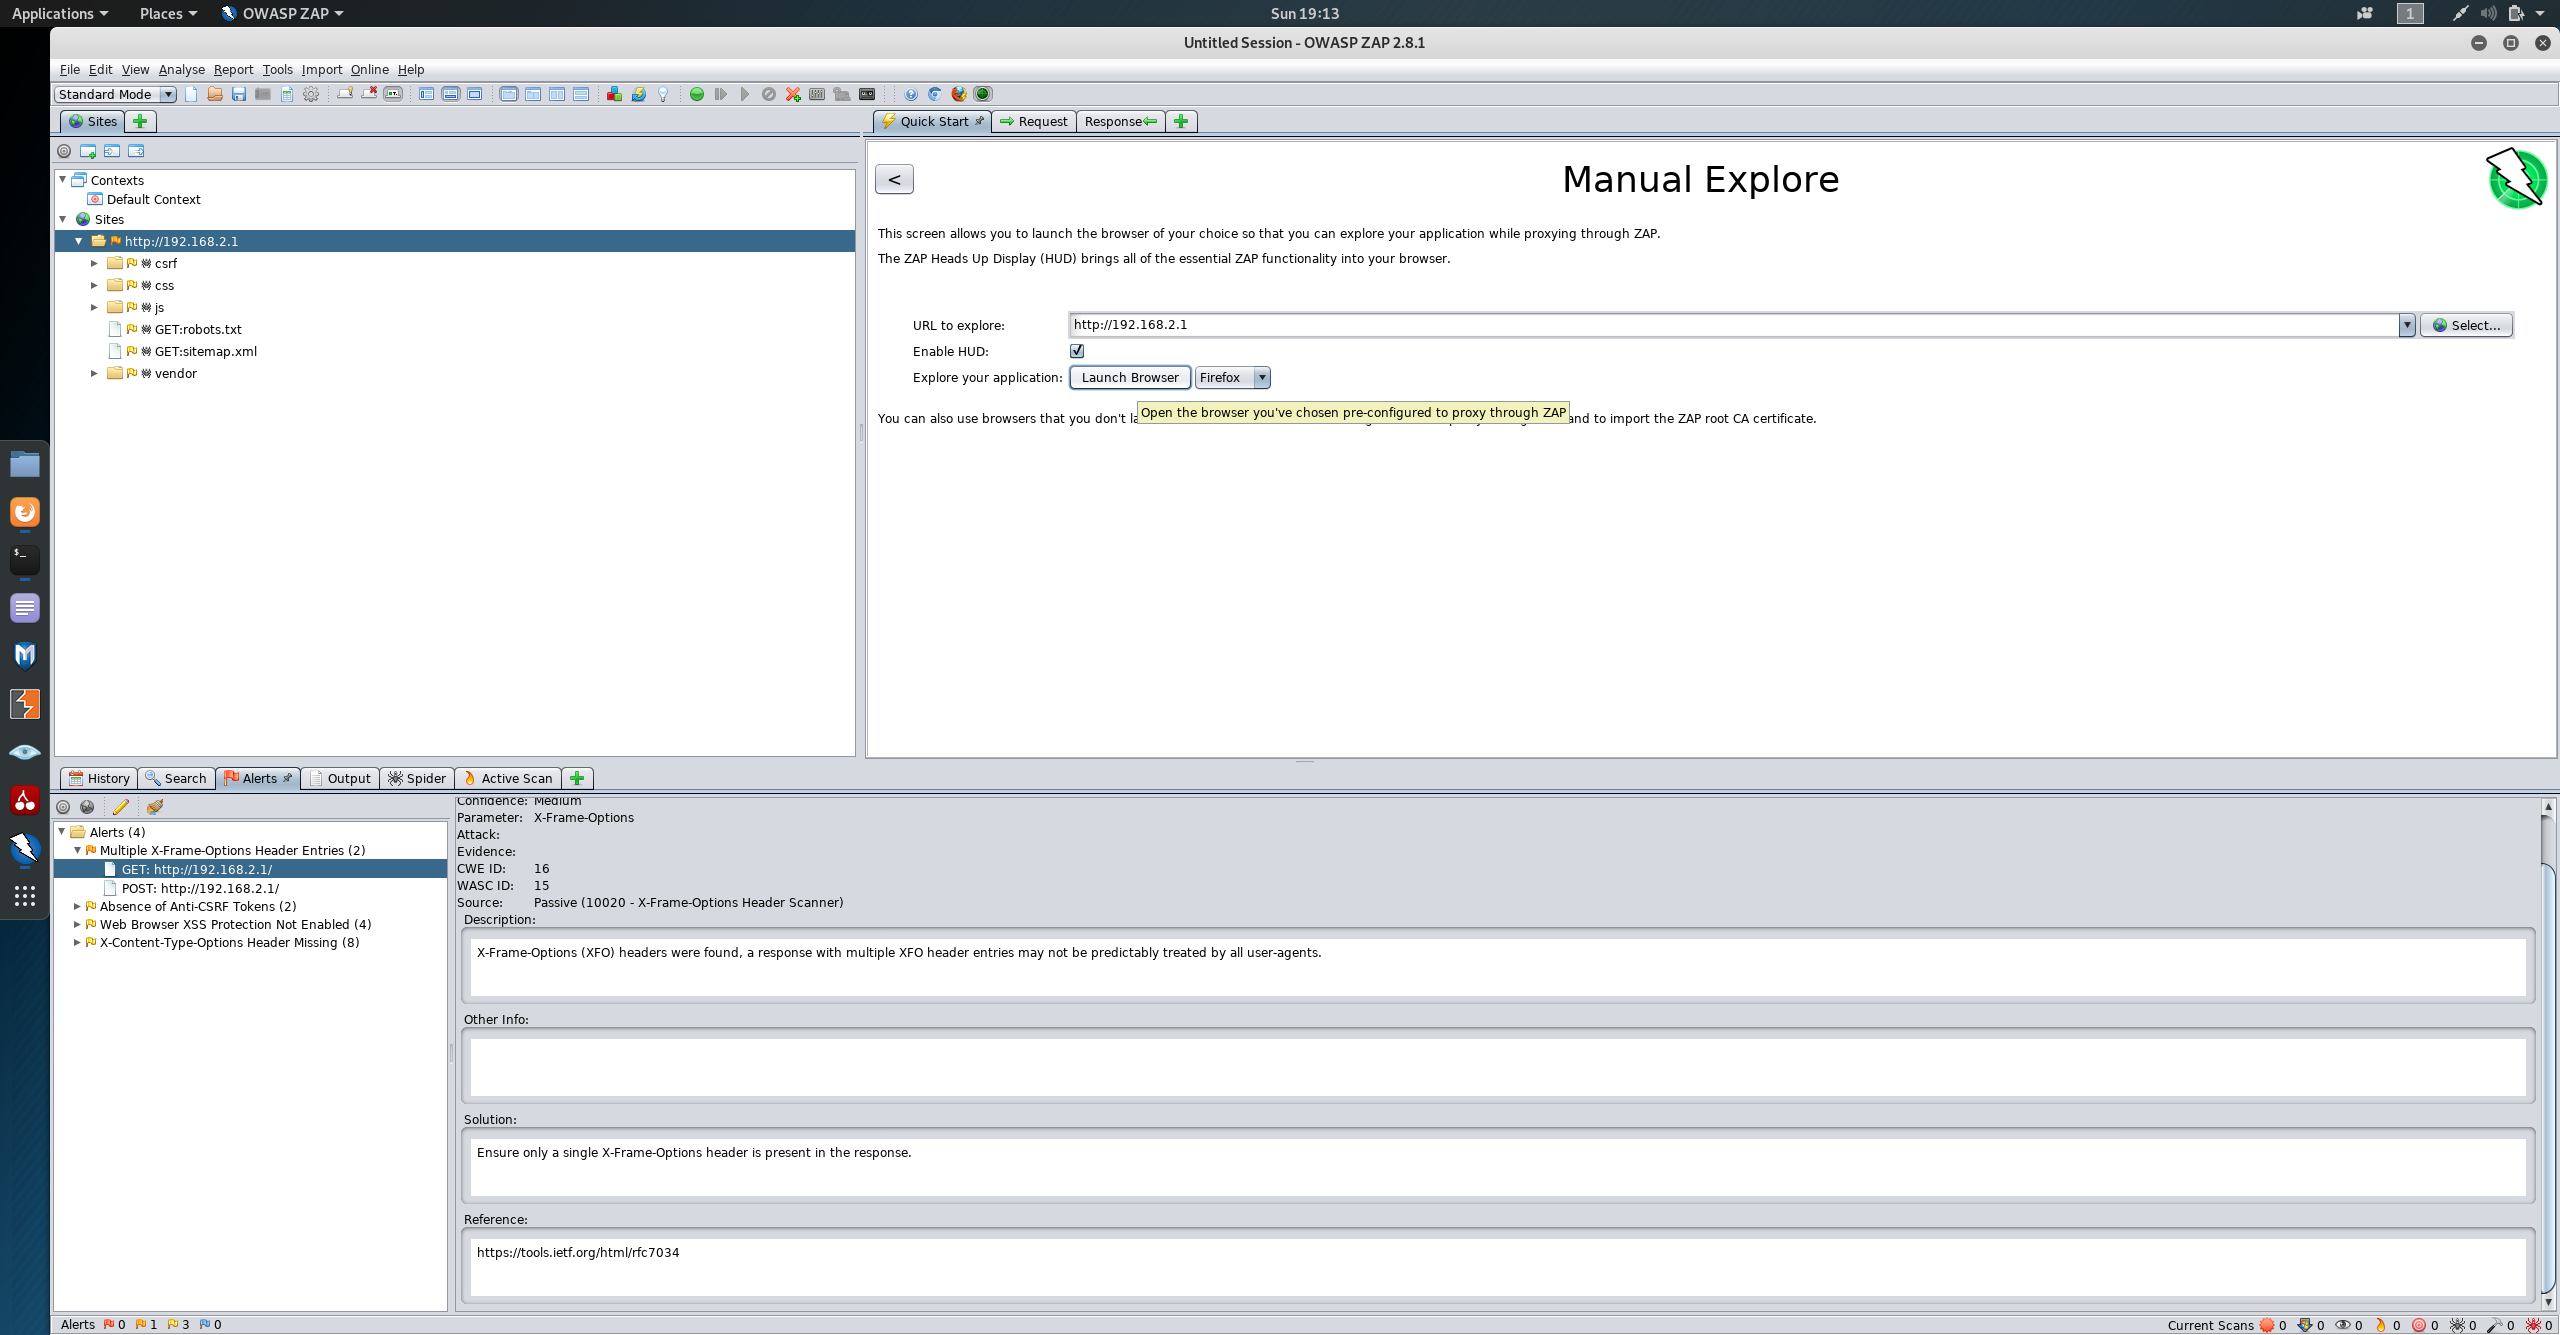 Applications Places OWASP ZAP Sun 19:13 1
Untitled Session - OWASP ZAP 2.8.1
File Edit View Analyse Report Tools Import Online Help
Standard Mode
Sites
Quick Start Request Response
Contexts
Default Context
Sites
http://192.168.2.1
csrf
css
js
GET:robots.txt
GET:sitemap.xml
vendor
<
Manual Explore
This screen allows you to launch the browser of your choice so that you can explore your application while proxying through ZAP.
The ZAP Heads Up Display (HUD) brings all of the essential ZAP functionality into your browser.
URL to explore: http://192.168.2.1 Select...
Enable HUD:
Explore your application: Launch Browser Firefox
Open the browser you've chosen pre-configured to proxy through ZAP
You can also use browsers that you don't and to import the ZAP root CA certificate.
History Search Alerts Output Spider Active Scan
Alerts (4)
Multiple X-Frame-Options Header Entries (2)
GET: http://192.168.2.1/
POST: http://192.168.2.1/
Absence of Anti-CSRF Tokens (2)
Web Browser XSS Protection Not Enabled (4)
X-Content-Type-Options Header Missing (8)
Confidence: Medium
Parameter: X-Frame-Options
Attack:
Evidence:
CWE ID: 16
WASC ID: 15
Source: Passive (10020 - X-Frame-Options Header Scanner)
Description:
X-Frame-Options (XFO) headers were found, a response with multiple XFO header entries may not be predictably treated by all user-agents.
Other Info:
Solution:
Ensure only a single X-Frame-Options header is present in the response.
Reference:
https://tools.ietf.org/html/rfc7034
Alerts 0 1 3 0 Current Scans 0 0 0 0 0 0 0 0